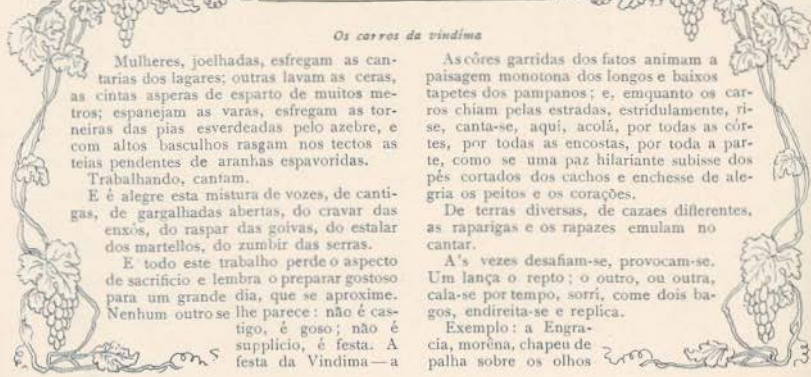 Os carros da vindima
Mulheres, joelhadas, esfregam as can-
tarias dos lagares; outras lavam as ceras,
as cintas asperas de esparto de muitos me-
tros; espanejam as varas, esfregam as tor-
neiras das pias esverdeadas pelo azebre, e
com altos basculhos rasgam nos tectos as
teias pendentes de aranhas espavoridas.
Trabalhando, cantam.
E é alegre esta mistura de vozes, de canti-
gas, de gargalhadas abertas, do cravar das
enxós, do raspar das goivas, do estalar
dos martellos, do zumbir das serras.
E todo este trabalho perde o aspecto
de sacrificio e lembra o preparar gostoso
para um grande dia, que se aproxime.
Nenhum outro se lhe parece: não é cas-
tigo, é goso; não é
supplicio, é festa. A
festa da Vindima—a
As côres garridas dos fatos animam a
paisagem monotona dos longos e baixos
tapetes dos pampanos; e, emquanto os car-
ros chiam pelas estradas, estridulamente, ri-
se, canta-se, aqui, acolá, por todas as côr-
tes, por todas as encostas, por toda a par-
te, como se uma paz hilariante subisse dos
pés cortados dos cachos e enchesse de ale-
gria os peitos e os corações.
De terras diversas, de cazaes differentes,
as raparigas e os rapazes emulam no
cantar.
A's vezes desafiam-se, provocam-se.
Um lança o repto; o outro, ou outra,
cala-se por tempo, sorri, come dois ba-
gos, endireita-se e replica.
Exemplo: a Engra-
cia, morêna, chapeu de
palha sobre os olhos